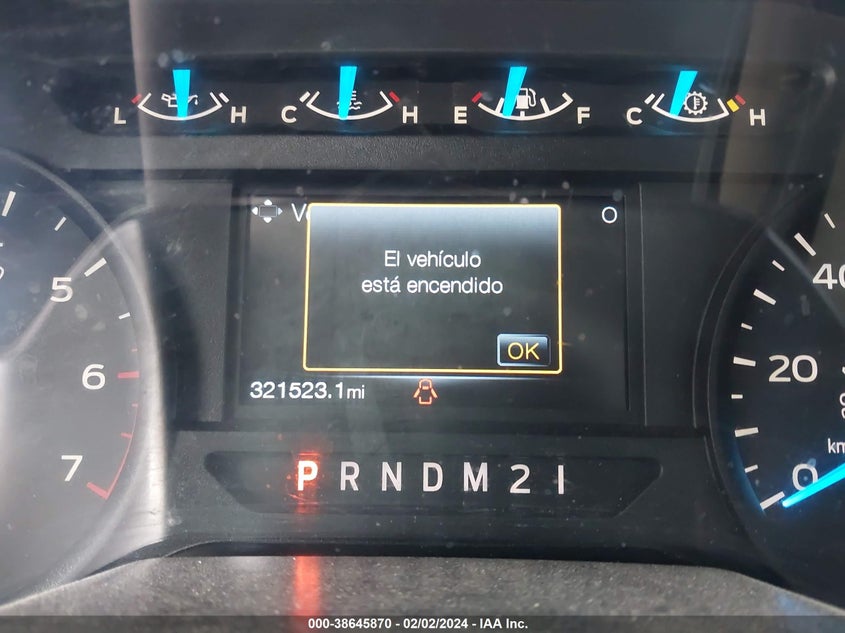 L H C H E F C H
V O
El vehículo
está encendido
OK
321523.1mi
5
6
7
40
20
0
km
P R N D M 2 1
000-38645870 - 02/02/2024 - IAA Inc.